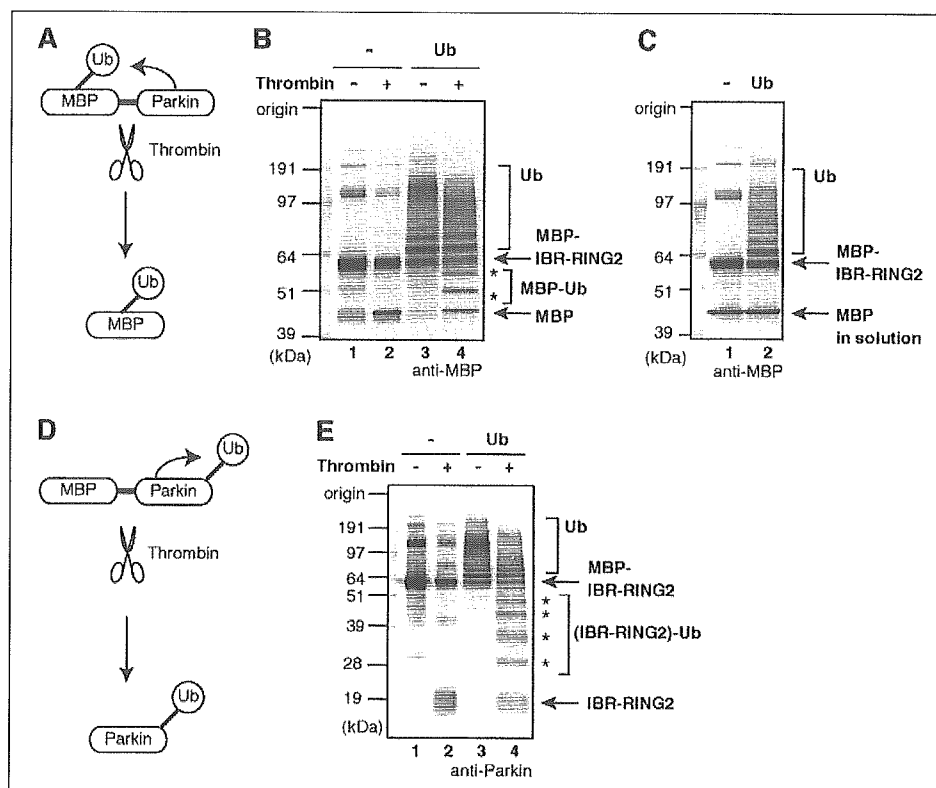 A
Ub
MBP
Parkin
Thrombin
Ub
MBP
B
- Ub
Thrombin - + - +
origin
191
97
64
51
39
(kDa)
1 2 3 4
anti-MBP
Ub
MBP-
IBR-RING2
*
MBP-Ub
*
MBP
C
- Ub
origin
191
97
64
51
39
(kDa)
1 2
anti-MBP
Ub
MBP-
IBR-RING2
MBP
in solution
D
Ub
MBP
Parkin
Thrombin
Ub
Parkin
E
- Ub
Thrombin - + - +
origin
191
97
64
51
39
28
19
(kDa)
1 2 3 4
anti-Parkin
Ub
MBP-
IBR-RING2
*
*
(IBR-RING2)-Ub
*
*
IBR-RING2